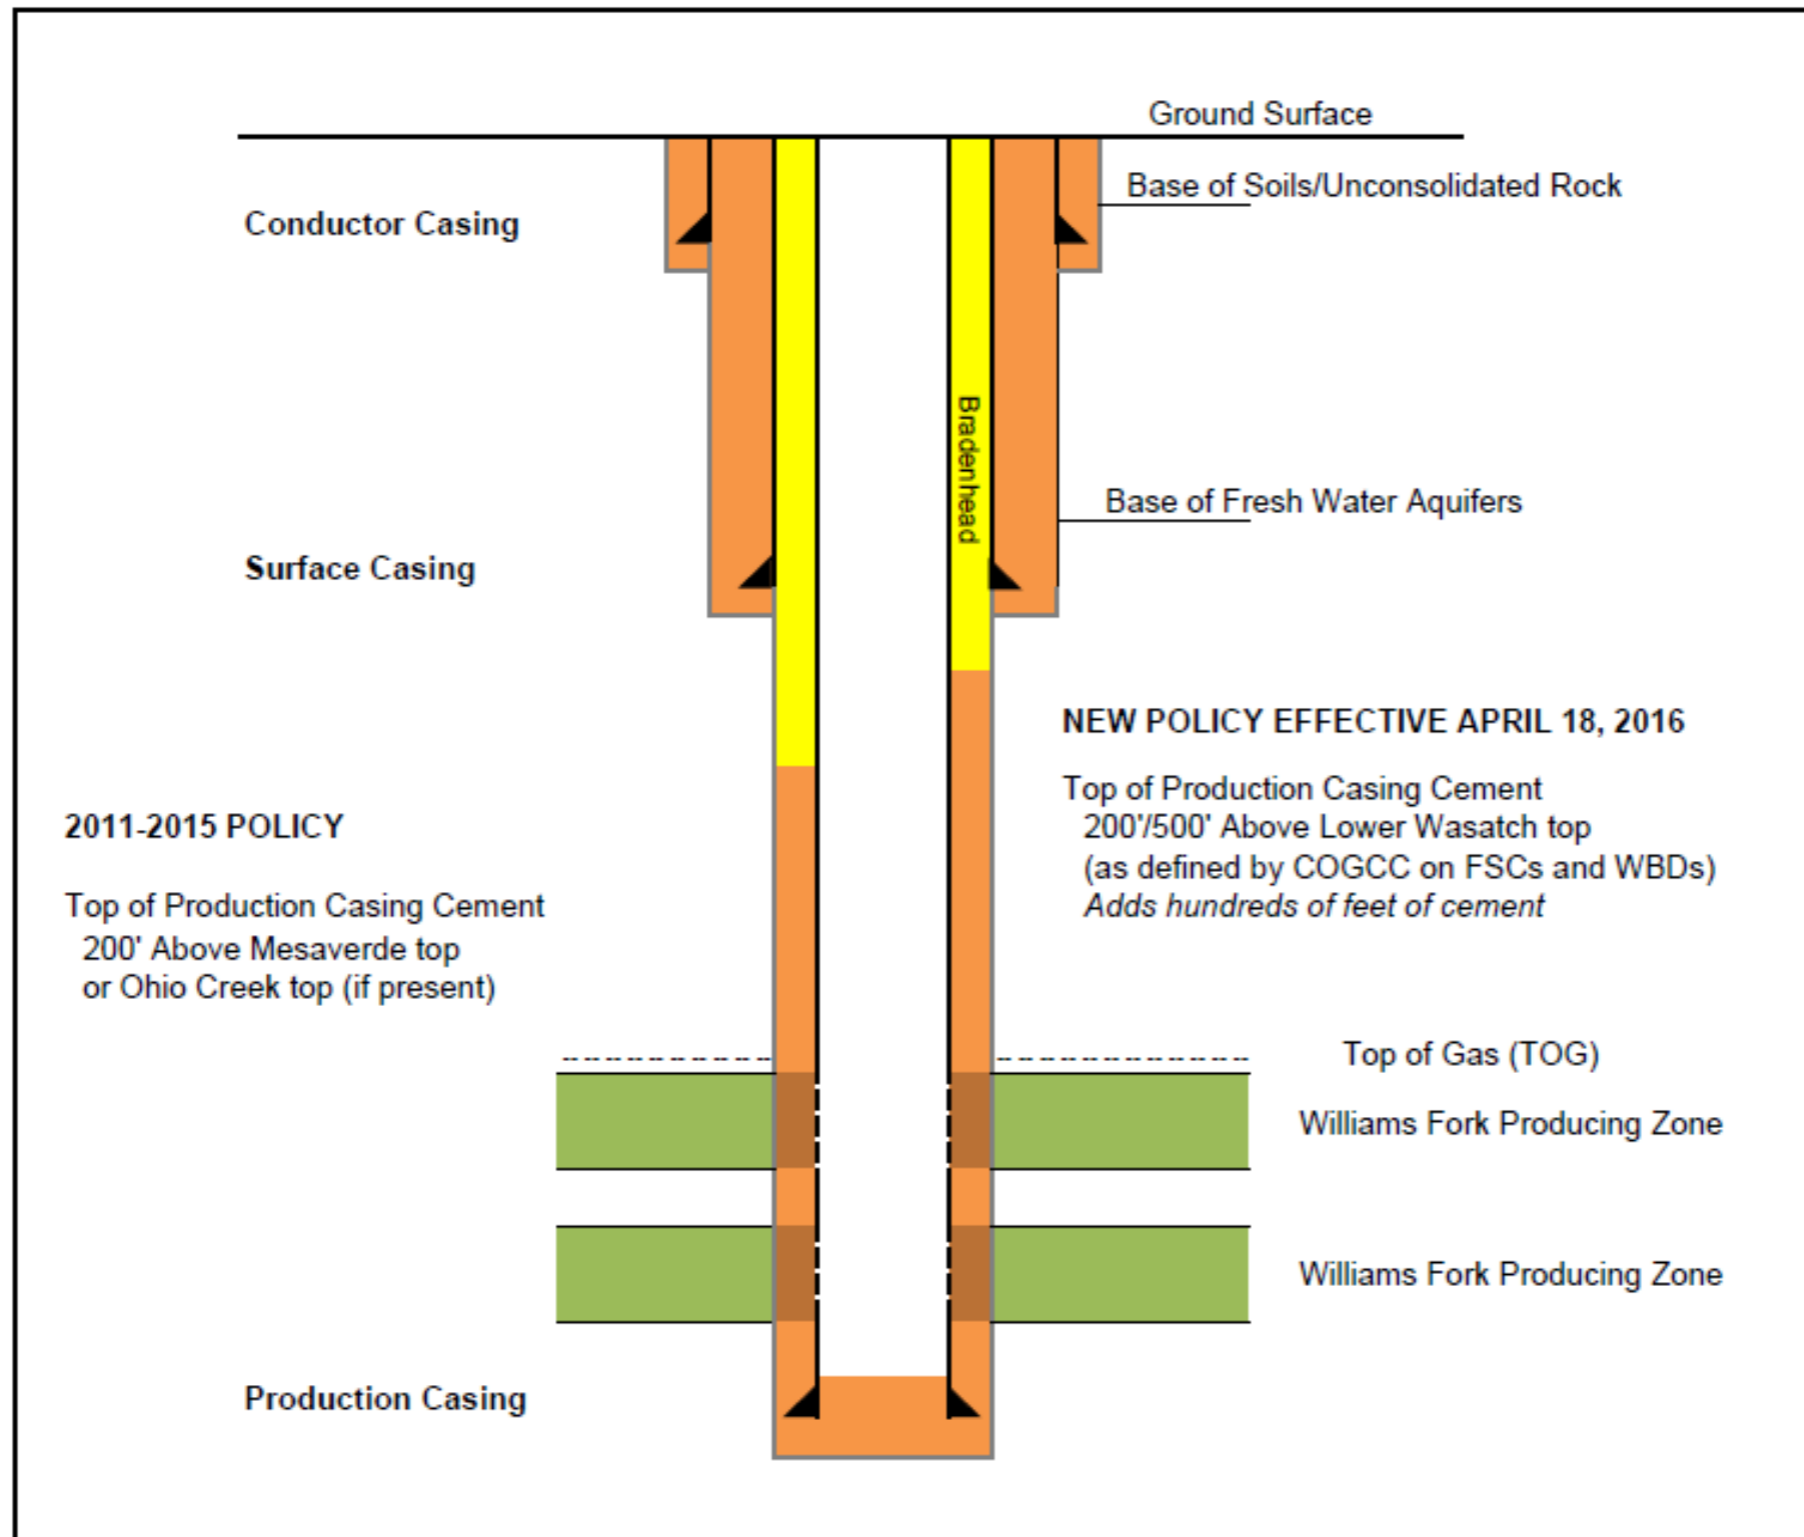 Ground Surface
Base of Soils/Unconsolidated Rock
Conductor Casing
Bradenhead
Base of Fresh Water Aquifers
Surface Casing
NEW POLICY EFFECTIVE APRIL 18, 2016
Top of Production Casing Cement
200'/500' Above Lower Wasatch top
(as defined by COGCC on FSCs and WBDs)
Adds hundreds of feet of cement
2011-2015 POLICY
Top of Production Casing Cement
200' Above Mesaverde top
or Ohio Creek top (if present)
Top of Gas (TOG)
Williams Fork Producing Zone
Williams Fork Producing Zone
Production Casing